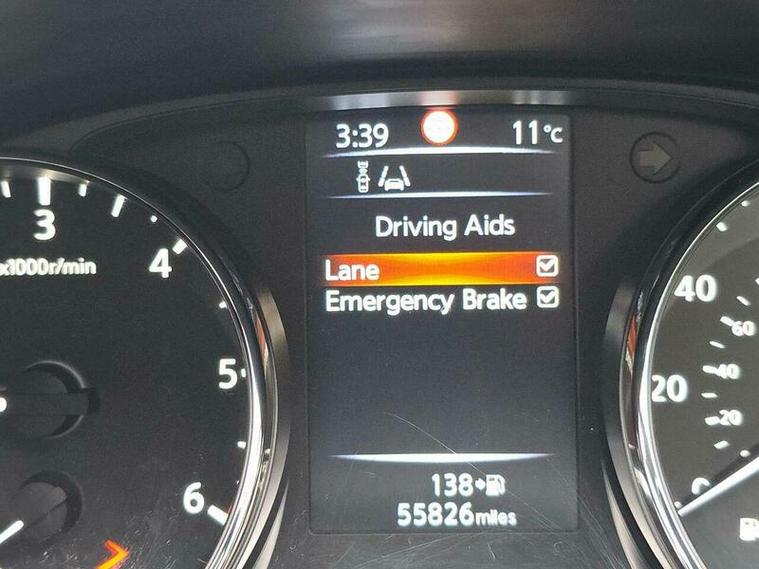 3:39 11°C
Driving Aids
Lane
Emergency Brake
138
55826miles
3
x1000r/min
4
5
6
40
60
20
40
20
0